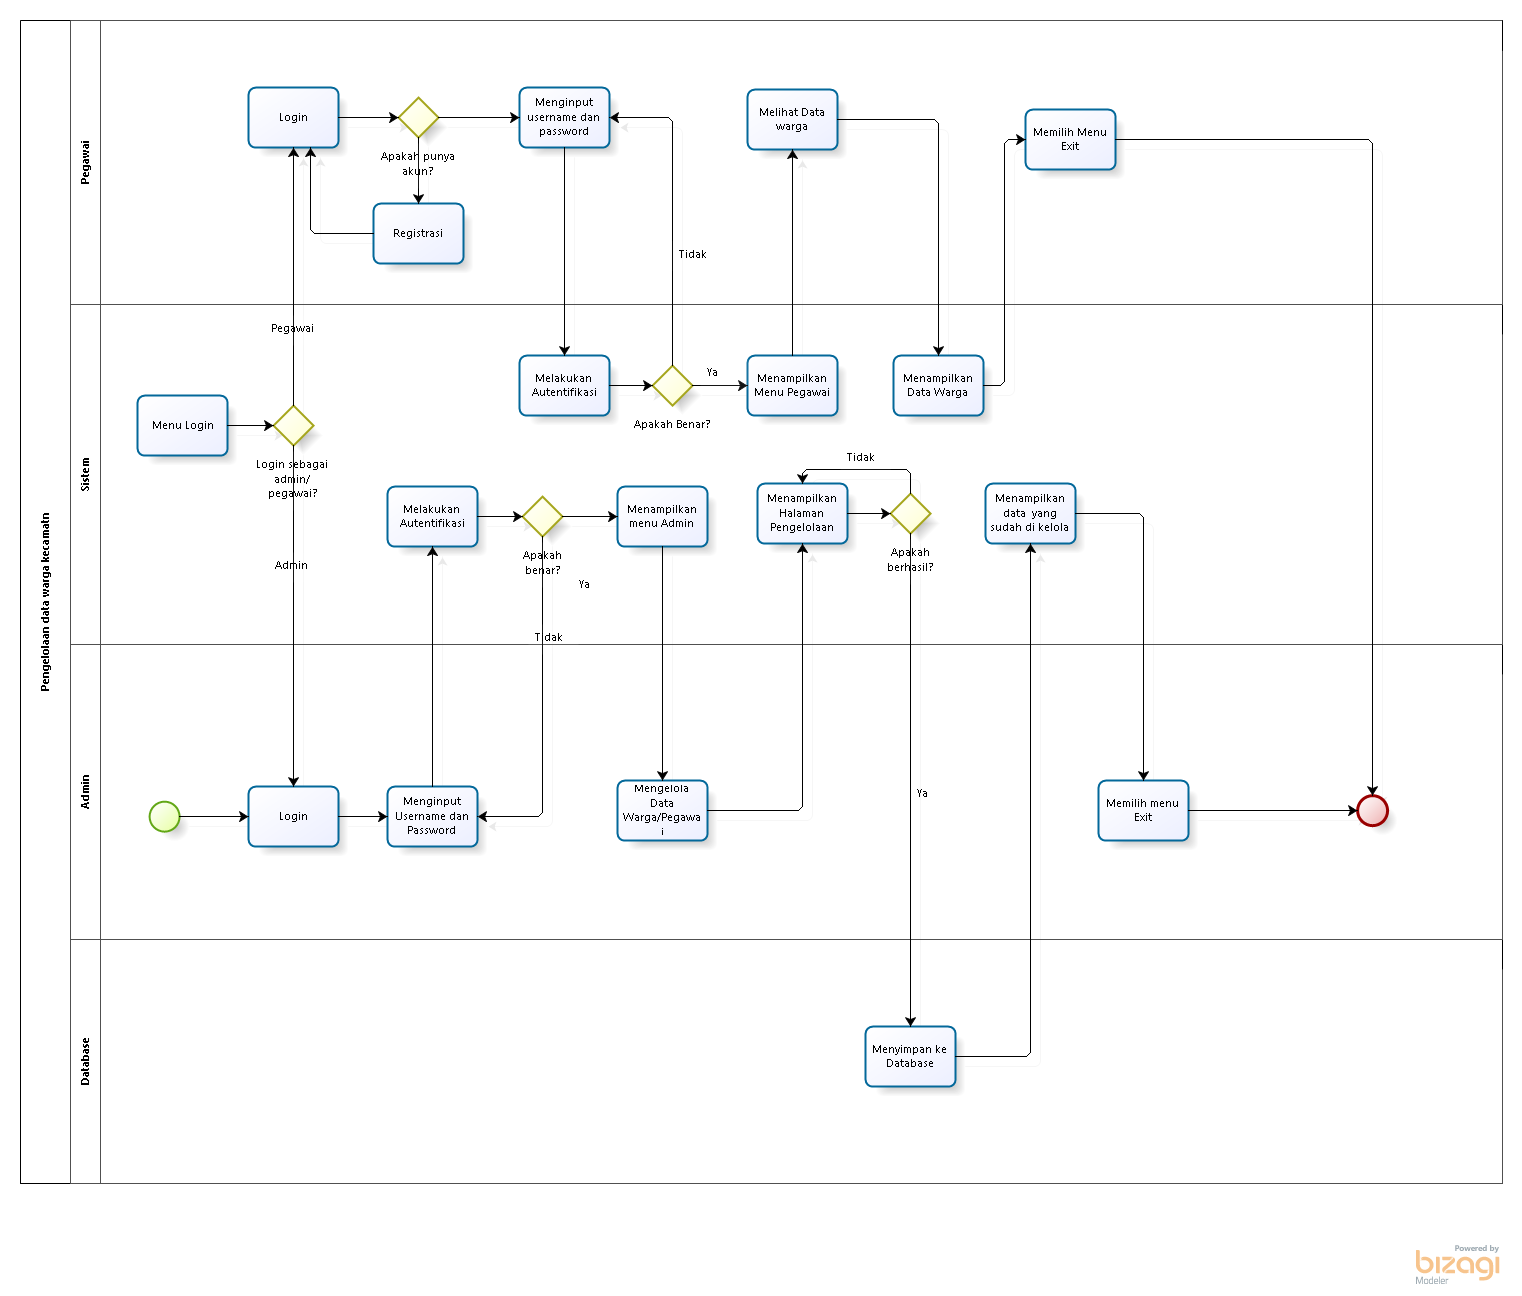 Pengelolaan data warga kecamatn
Pegawai
Login
Apakah punya
akun?
Registrasi
Menginput
username dan
password
Tidak
Melihat Data
warga
Memilih Menu
Exit
Sistem
Pegawai
Menu Login
Login sebagai
admin/
pegawai?
Admin
Melakukan
Autentifikasi
Apakah Benar?
Ya
Menampilkan
Menu Pegawai
Menampilkan
Data Warga
Melakukan
Autentifikasi
Apakah
benar?
Ya
Tidak
Menampilkan
menu Admin
Tidak
Menampilkan
Halaman
Pengelolaan
Apakah
berhasil?
Menampilkan
data yang
sudah di kelola
Admin
Login
Menginput
Username dan
Password
Mengelola
Data
Warga/Pegawa
i
Ya
Memilih menu
Exit
Database
Menyimpan ke
Database
Powered by
bizagi
Modeler